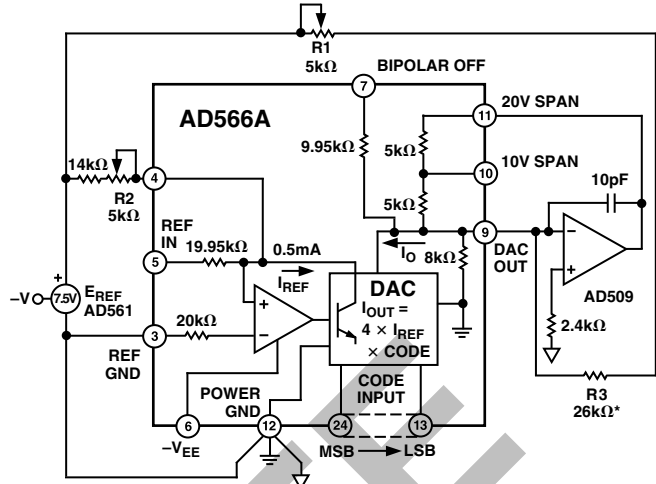 R1
5kΩ
BIPOLAR OFF
7
AD566A
20V SPAN
11
9.95kΩ
5kΩ
10V SPAN
10
14kΩ
4
R2
5kΩ
5kΩ
10pF
REF
IN
5
19.95kΩ
0.5mA
IREF
IO
8kΩ
9
DAC
OUT
–
+
AD509
2.4kΩ
+
–V
7.5V
EREF
AD561
DAC
IOUT =
4 × IREF
× CODE
+
–
3
20kΩ
REF
GND
R3
26kΩ*
POWER
GND
CODE
INPUT
6
12
24
13
–VEE
MSB
LSB